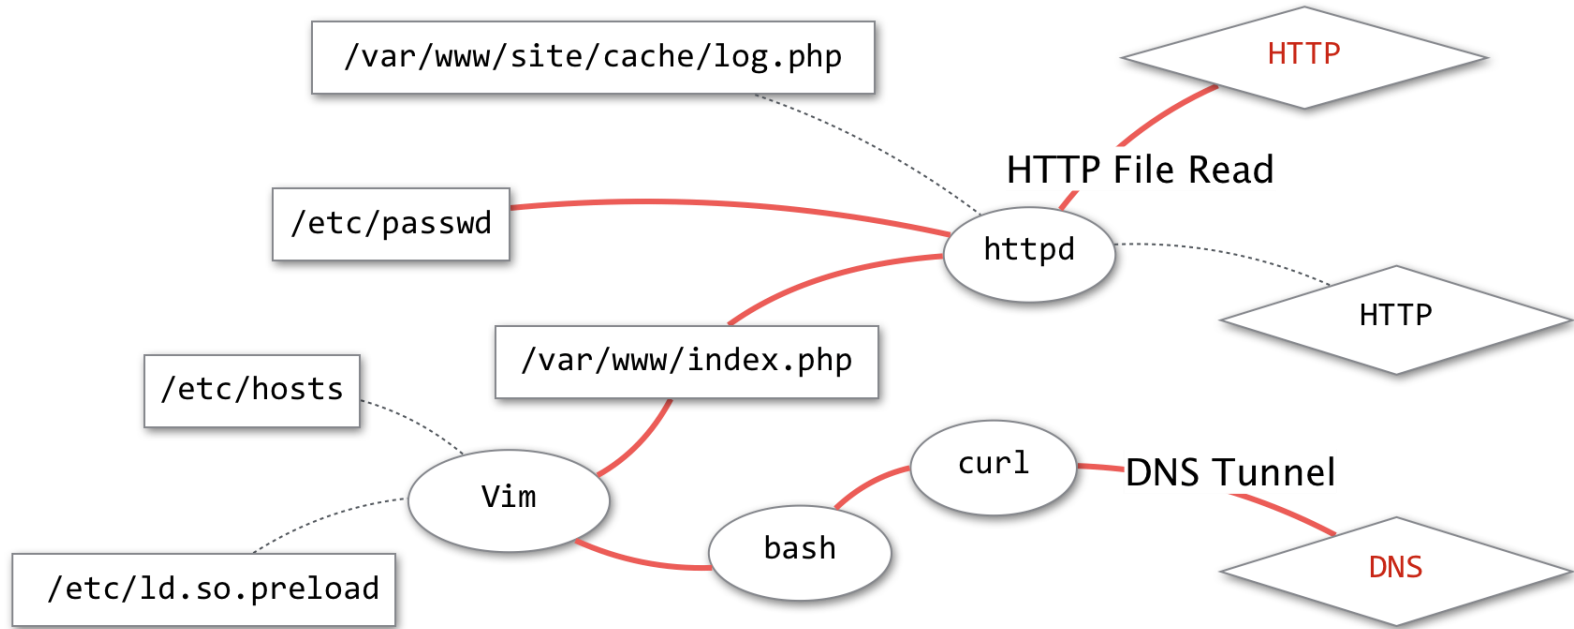 /var/www/site/cache/log.php
HTTP
HTTP File Read
/etc/passwd
httpd
HTTP
/var/www/index.php
/etc/hosts
curl
DNS Tunnel
Vim
bash
DNS
/etc/ld.so.preload